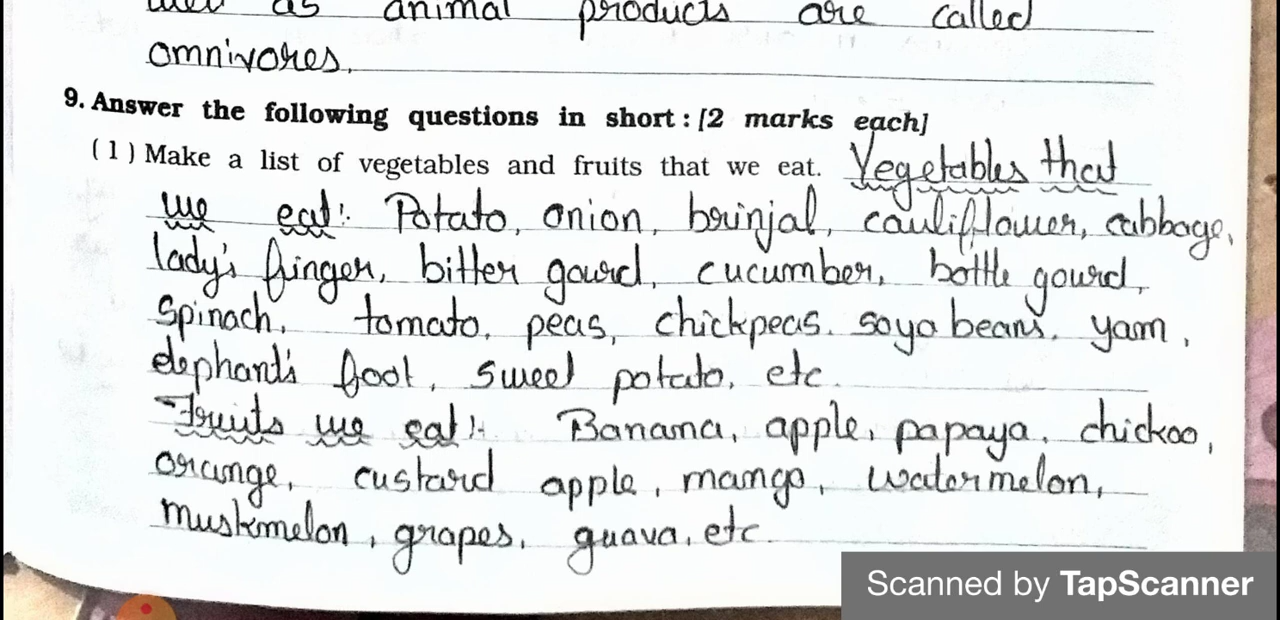 as animal products are called
omnivores.
9. Answer the following questions in short : [2 marks each]
(1) Make a list of vegetables and fruits that we eat. Vegetables that
we eat:. Potato, onion, brinjal, cauliflower, cabbage,
lady's finger, bitter gourd, cucumber, bottle gourd,
Spinach, tomato, peas, chickpeas, soya beans, yam,
elephant's foot, sweet potato, etc.
Fruits we eat:- Banana, apple, papaya, chickoo,
orange, custard apple, mango, watermelon,
muskmelon, grapes, guava, etc.
Scanned by TapScanner